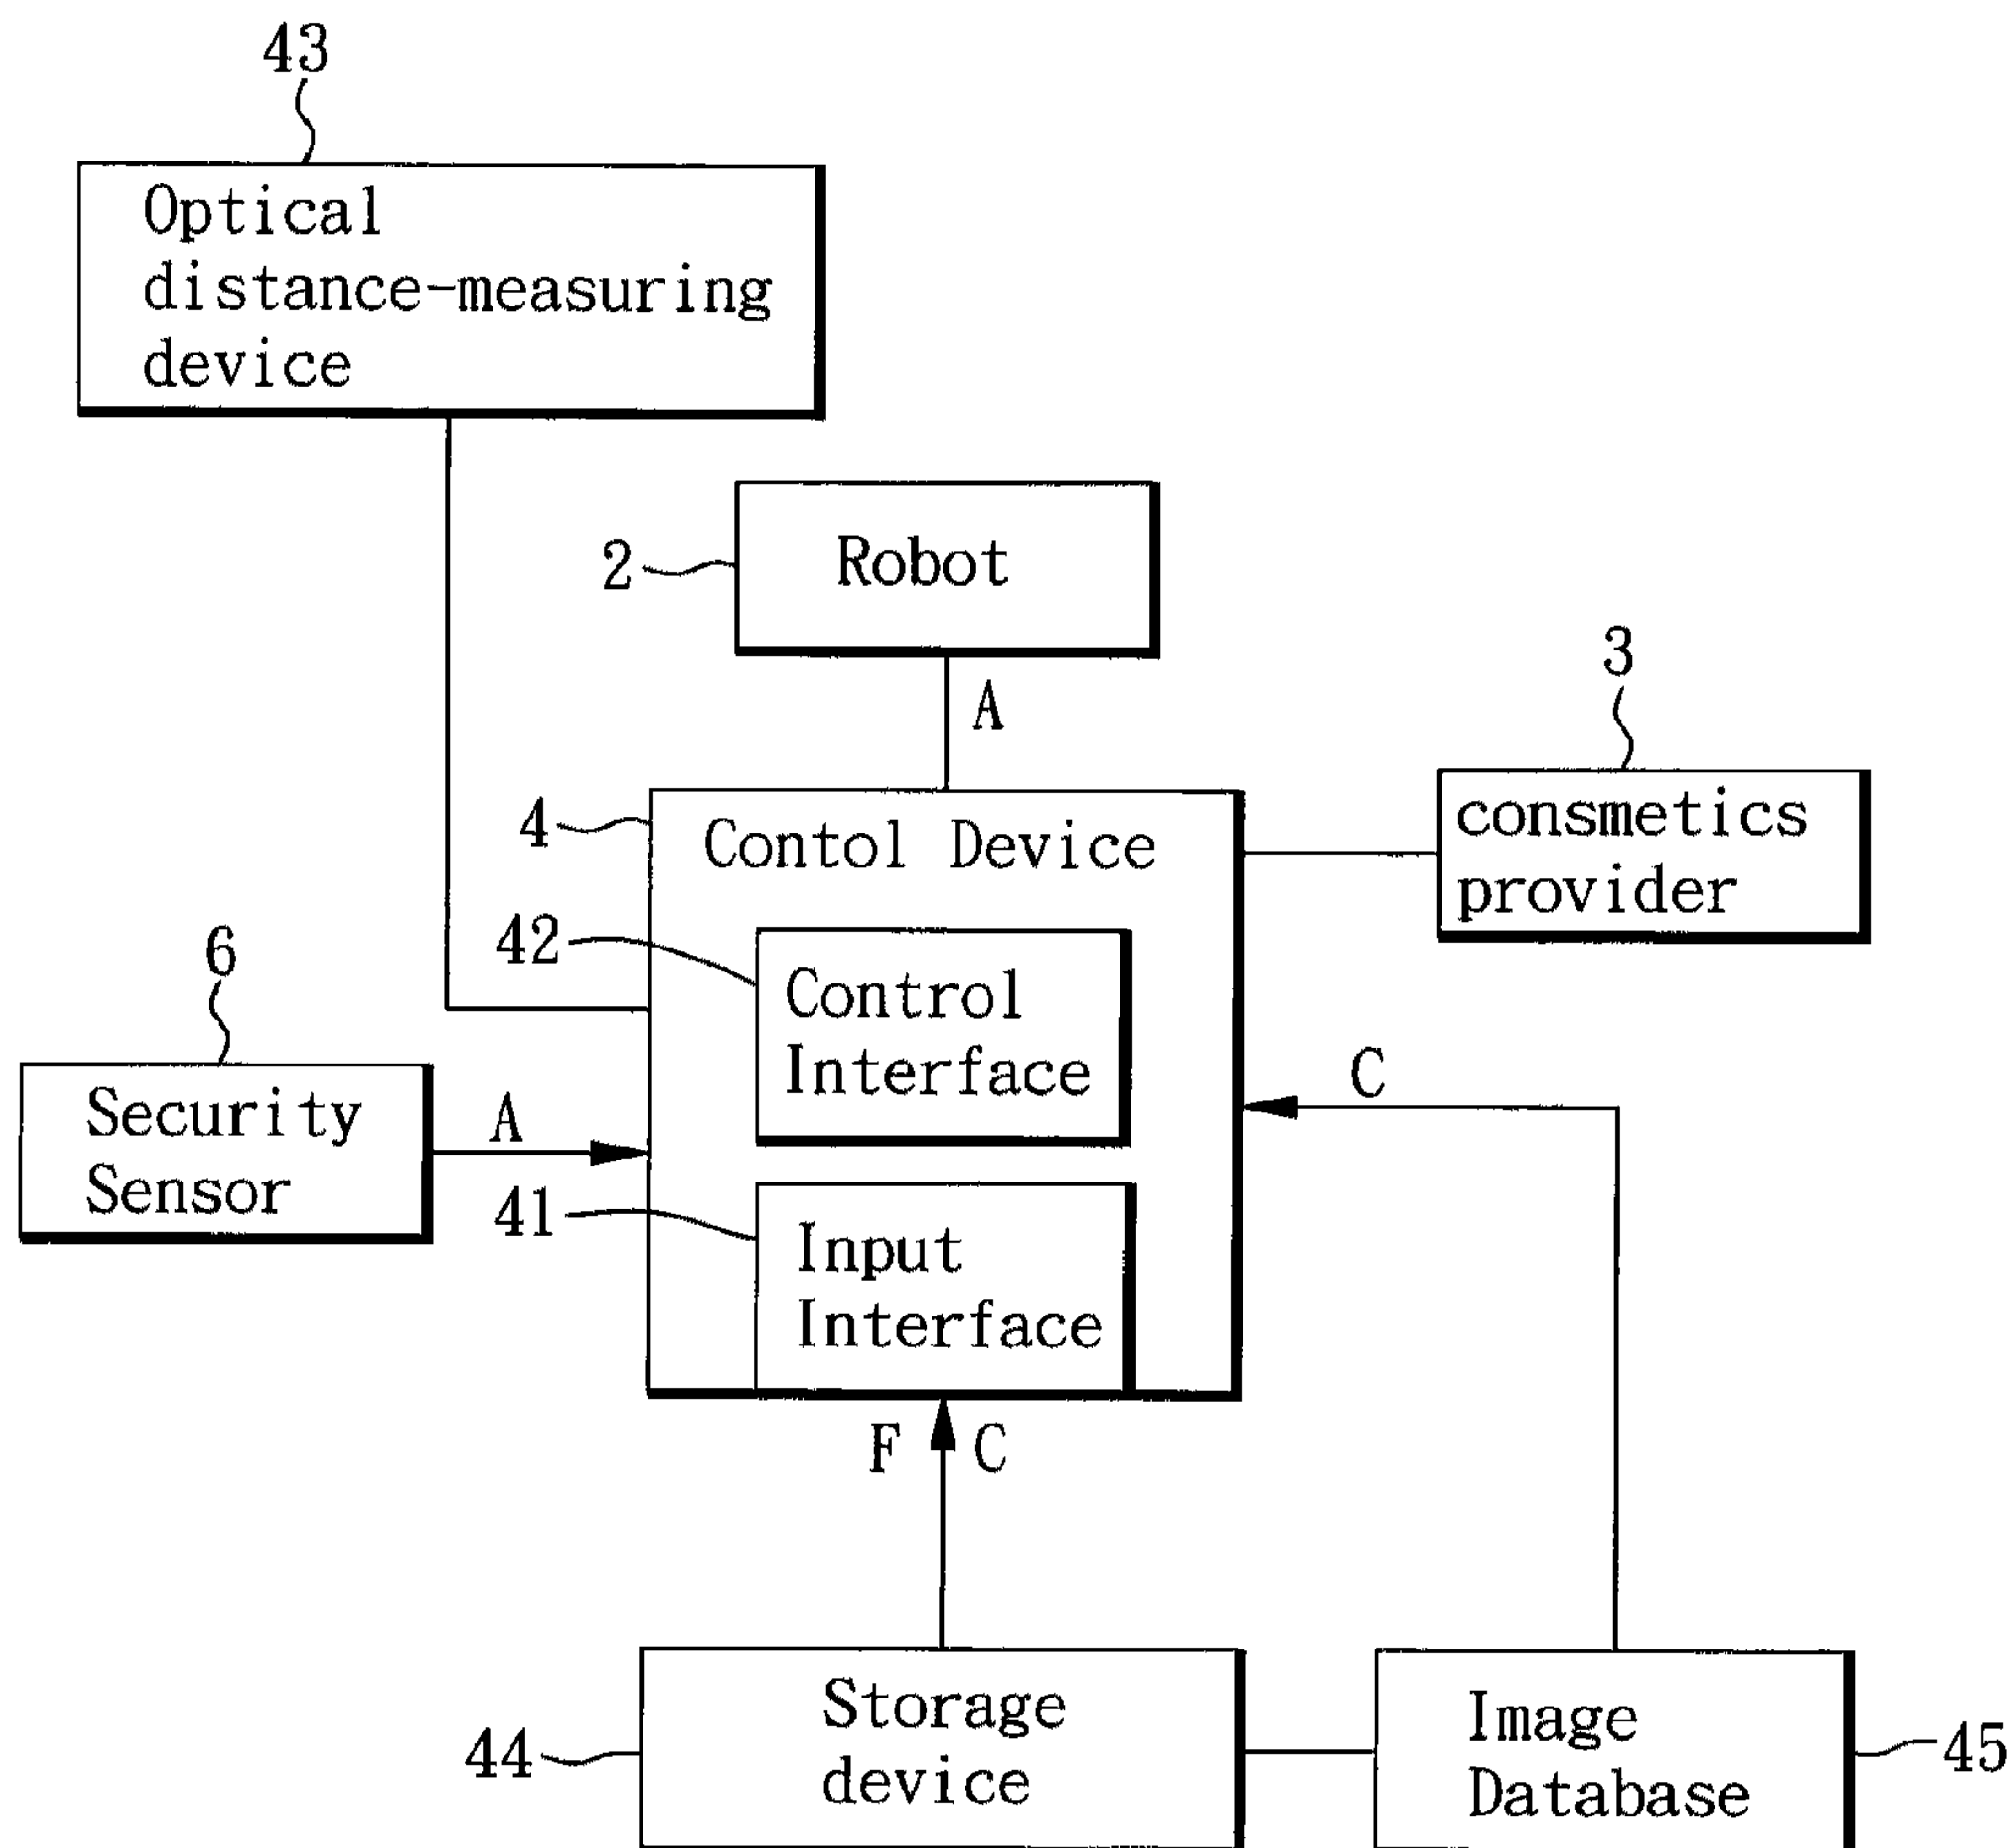 43
Optical
distance-measuring
device
2
Robot
A
3
consmetics
provider
4
Contol Device
42
Control
Interface
6
Security
Sensor
A
C
41
Input
Interface
F C
44
Storage
device
Image
Database
45